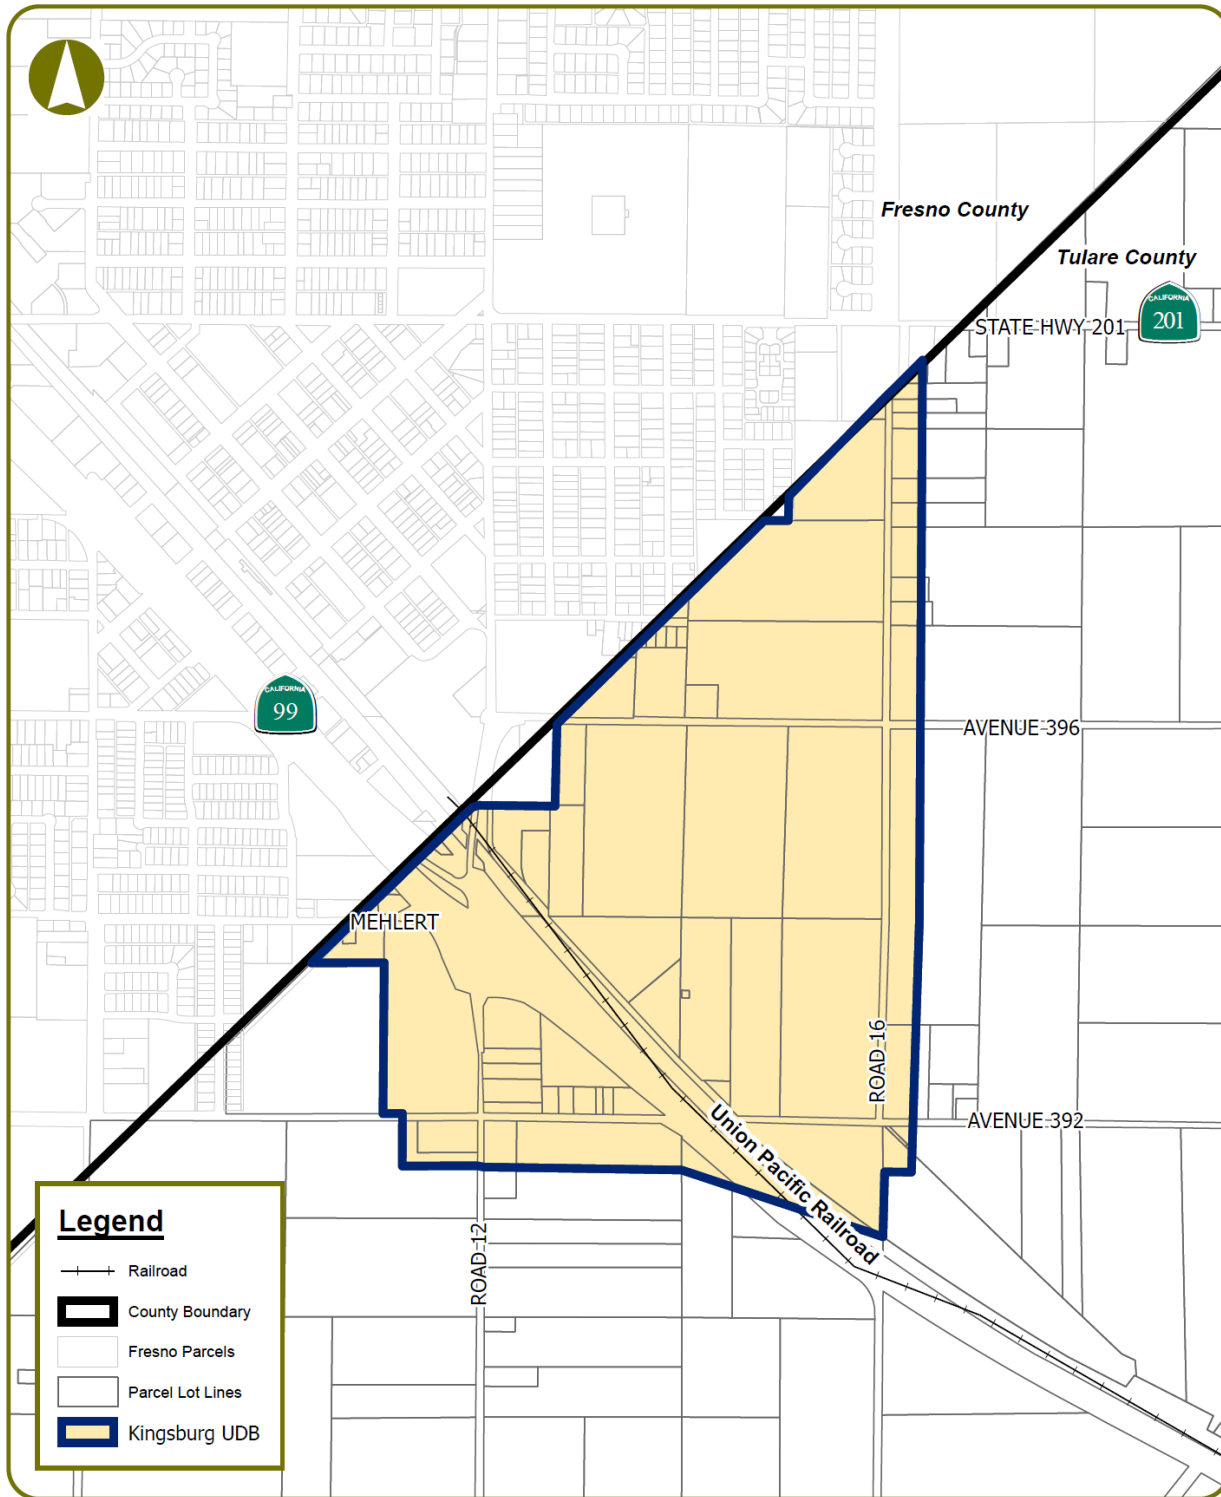 Fresno County
Tulare County
STATE HWY 201
CALIFORNIA
201
CALIFORNIA
99
AVENUE 396
MEHLERT
ROAD 16
AVENUE 392
Union Pacific Railroad
ROAD 12
Legend
Railroad
County Boundary
Fresno Parcels
Parcel Lot Lines
Kingsburg UDB